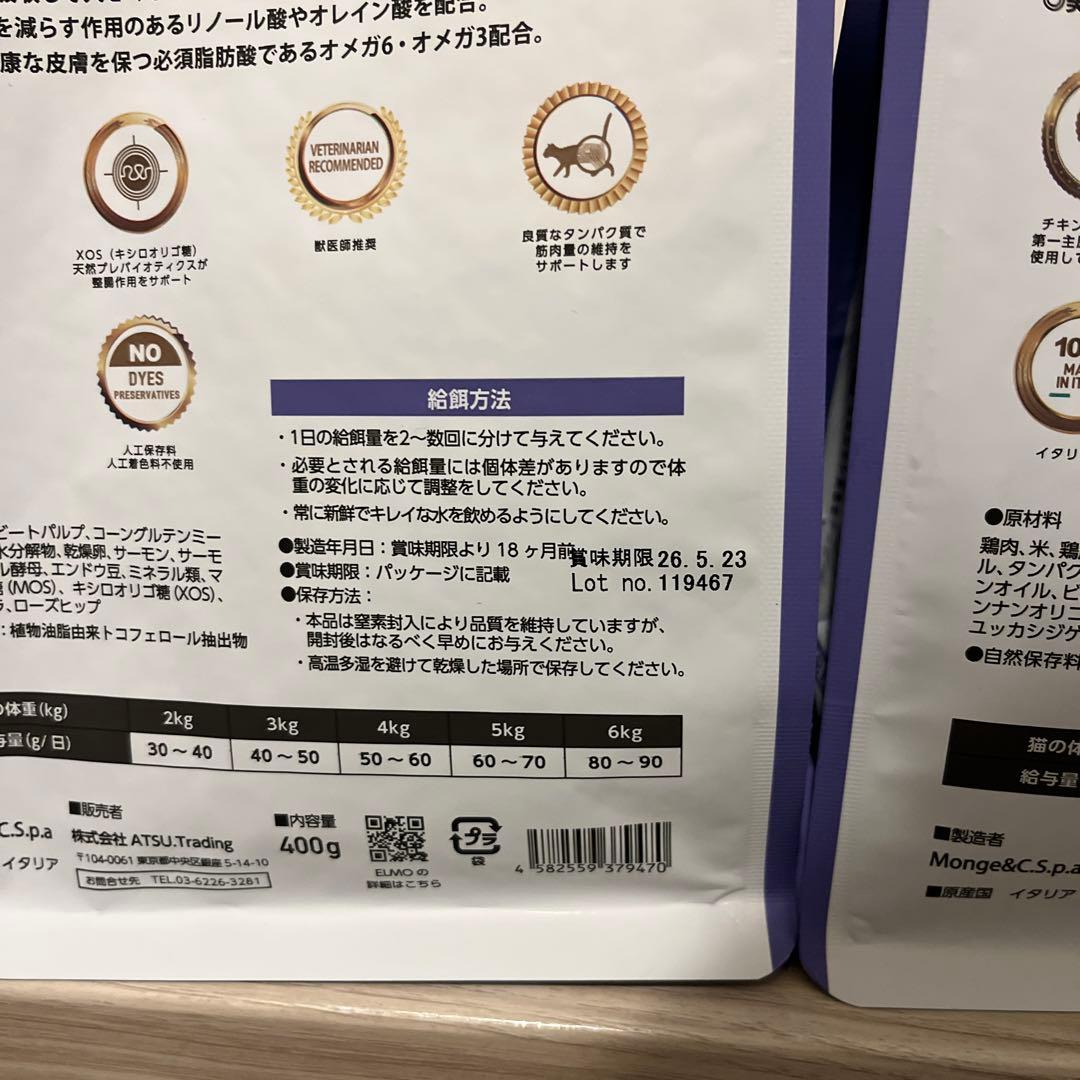 を減らす作用のあるリノール酸やオレイン酸を配合。
康な皮膚を保つ必須脂肪酸であるオメガ6・オメガ3配合。
XOS（キシロオリゴ糖）
天然プレバイオティクスが
整腸作用をサポート
VETERINARIAN
RECOMMENDED
獣医師推奨
良質なタンパク質で
筋肉量の維持を
サポートします
NO
DYES
PRESERVATIVES
人工保存料
人工着色料不使用
給餌方法
・1日の給餌量を2〜数回に分けて与えてください。
・必要とされる給餌量には個体差がありますので体
重の変化に応じて調整をしてください。
・常に新鮮でキレイな水を飲めるようにしてください。
●製造年月日：賞味期限より18ヶ月前
賞味期限26.5.23
●賞味期限：パッケージに記載
Lot no.119467
●保存方法：
・本品は窒素封入により品質を維持していますが、
開封後はなるべく早めにお与えください。
・高温多湿を避けて乾燥した場所で保存してください。
ビートパルプ、コーングルテンミー
水分解物、乾燥卵、サーモン、サーモ
ル酵母、エンドウ豆、ミネラル類、マ
（MOS）、キシロオリゴ糖（XOS）、
ラ、ローズヒップ
：植物油脂由来トコフェロール抽出物
の体重(kg) 2kg 3kg 4kg 5kg 6kg
与量(g/日) 30〜40 40〜50 50〜60 60〜70 80〜90
C.S.p.a
イタリア
■販売者
株式会社 ATSU.Trading
〒104-0061 東京都中央区銀座 5-14-10
お問合せ先 TEL.03-6226-3281
■内容量
400g
ELMOの
詳細はこちら
プラ
袋
4 582559 379470
チキン
第一主
使用して
10
MA
IN IT
イタリ
●原材料
鶏肉、米、鶏
ル、タンパク
ンオイル、ビ
ンナンオリゴ
ユッカシジゲ
●自然保存料
猫の体
給与量
■製造者
Monge&C.S.p.a
■原産国 イタリア